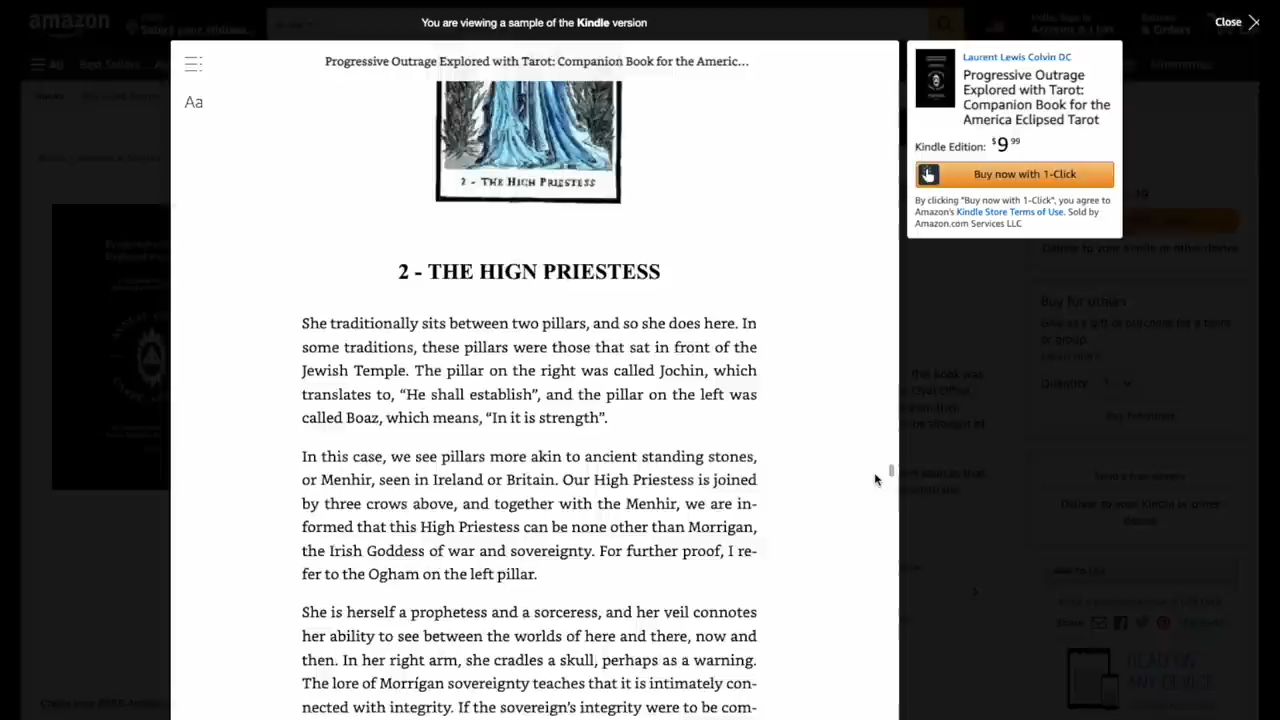 amazon
You are viewing a sample of the Kindle version
Close
Progressive Outrage Explored with Tarot: Companion Book for the Americ...
Aa
2 - THE HIGH PRIESTESS
2 - THE HIGN PRIESTESS
She traditionally sits between two pillars, and so she does here. In
some traditions, these pillars were those that sat in front of the
Jewish Temple. The pillar on the right was called Jochin, which
translates to, “He shall establish”, and the pillar on the left was
called Boaz, which means, “In it is strength”.
In this case, we see pillars more akin to ancient standing stones,
or Menhir, seen in Ireland or Britain. Our High Priestess is joined
by three crows above, and together with the Menhir, we are in-
formed that this High Priestess can be none other than Morrigan,
the Irish Goddess of war and sovereignty. For further proof, I re-
fer to the Ogham on the left pillar.
She is herself a prophetess and a sorceress, and her veil connotes
her ability to see between the worlds of here and there, now and
then. In her right arm, she cradles a skull, perhaps as a warning.
The lore of Morrígan sovereignty teaches that it is intimately con-
nected with integrity. If the sovereign’s integrity were to be com-
Laurent Lewis Colvin DC
Progressive Outrage
Explored with Tarot:
Companion Book for the
America Eclipsed Tarot
Kindle Edition: $9 99
Buy now with 1-Click
By clicking "Buy now with 1-Click", you agree to
Amazon's Kindle Store Terms of Use. Sold by
Amazon.com Services LLC
Buy for others
Quantity: